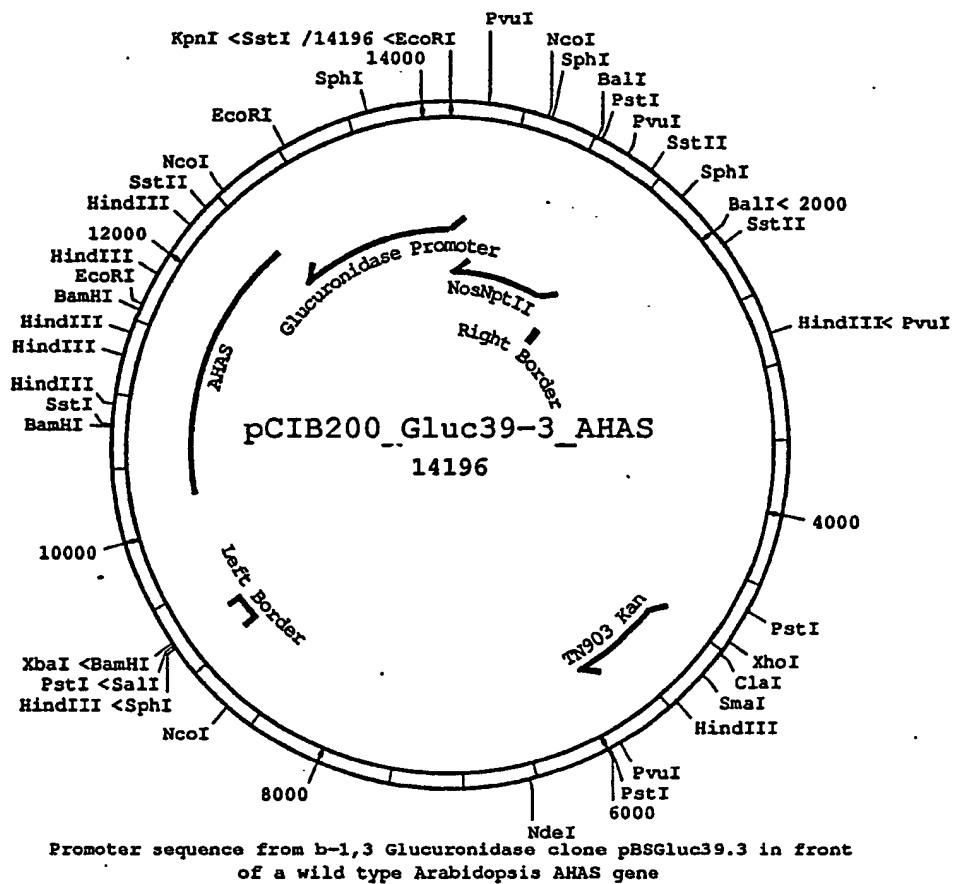 PvuI
KpnI <SstI /14196 <EcoRI
14000
NcoI
SphI
SphI
BalI
PstI
PvuI
EcoRI
SstII
NcoI
SphI
SstII
HindIII
BalI< 2000
SstII
12000
HindIII
EcoRI
BamHI
Glucuronidase Promoter
NosNptII
HindIII
HindIII< PvuI
Right Border
HindIII
AHAS
HindIII
SstI
BamHI
pCIB200_Gluc39-3_AHAS
14196
4000
10000
Left Border
TN903 Kan
PstI
XhoI
XbaI <BamHI
ClaI
PstI <SalI
SmaI
HindIII <SphI
HindIII
NcoI
PvuI
PstI
8000
6000
NdeI
Promoter sequence from b-1,3 Glucuronidase clone pBSGluc39.3 in front
of a wild type Arabidopsis AHAS gene